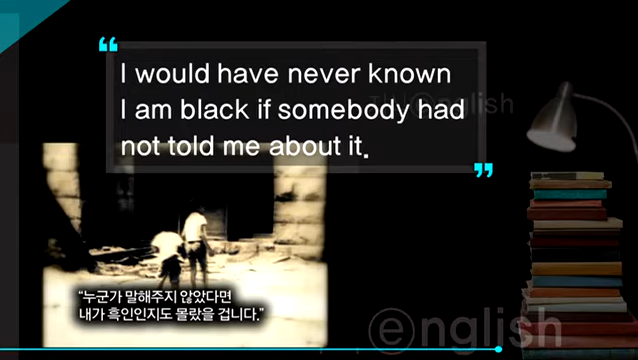 “
I would have never known
I am black if somebody had
not told me about it.
”
“누군가 말해주지 않았다면
내가 흑인인지도 몰랐을 겁니다.”
ⓔnglish